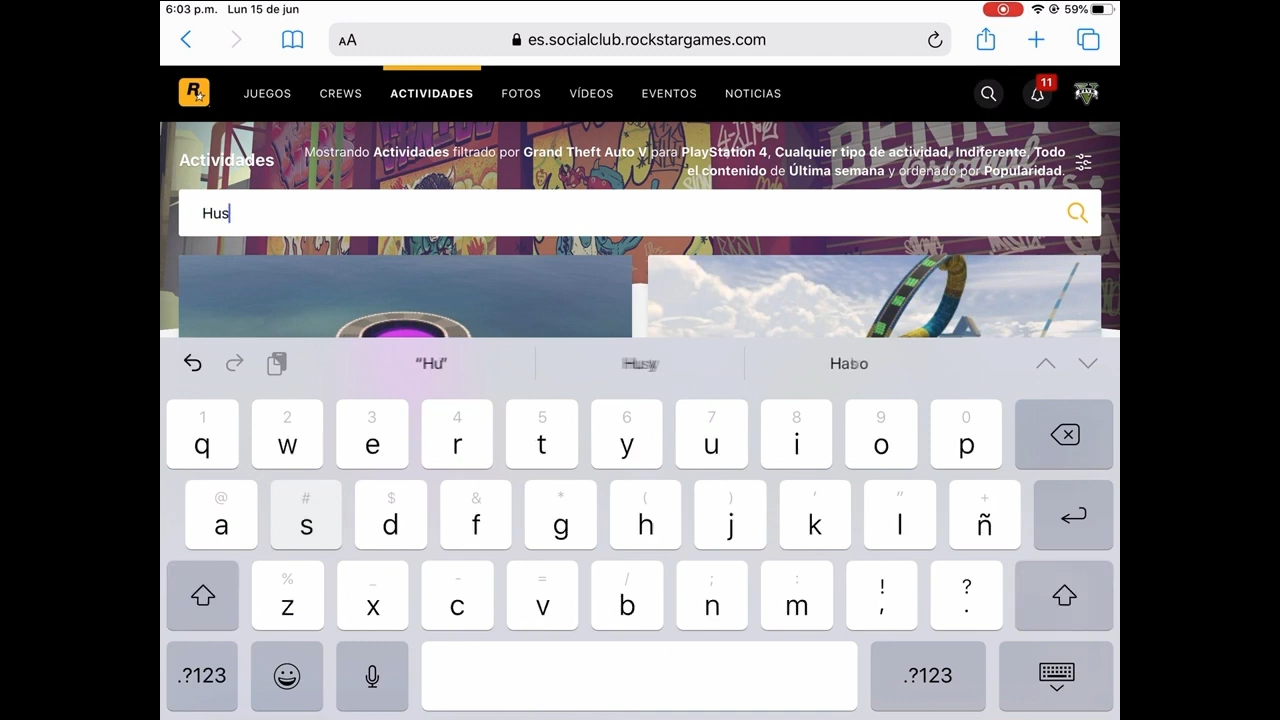 6:03 p.m. Lun 15 de jun
59%
AA
es.socialclub.rockstargames.com
R
JUEGOS
CREWS
ACTIVIDADES
FOTOS
VÍDEOS
EVENTOS
NOTICIAS
11
Actividades
Mostrando Actividades filtrado por Grand Theft Auto V para PlayStation 4, Cualquier tipo de actividad, Indiferente, Todo
el contenido de Última semana y ordenado por Popularidad.
Hus
“Hu”
Habo
1 2 3 4 5 6 7 8 9 0
q w e r t y u i o p
@ # $ & * ( ) ' " +
a s d f g h j k l ñ
% _ - = / ; : ! ?
z x c v b n m , .
.?123
.?123